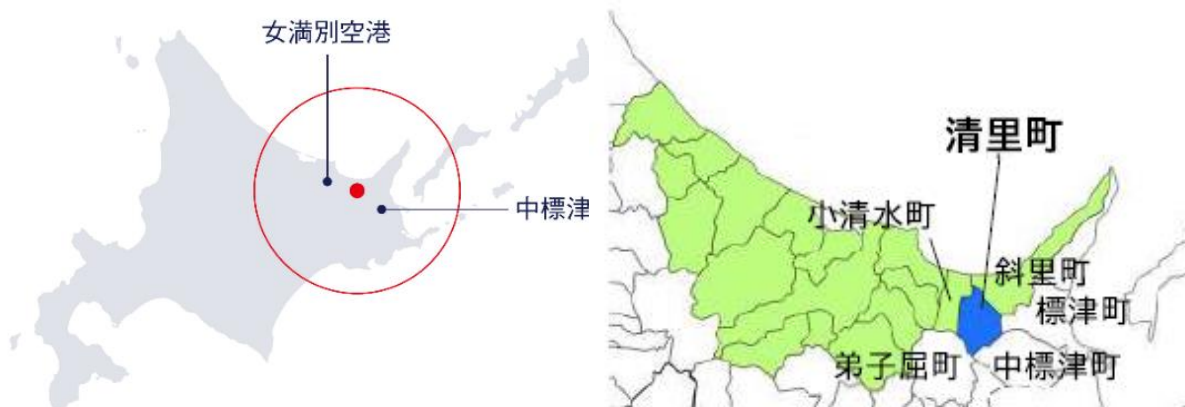 女満別空港
中標津
清里町
小清水町
斜里町
標津町
弟子屈町
中標津町